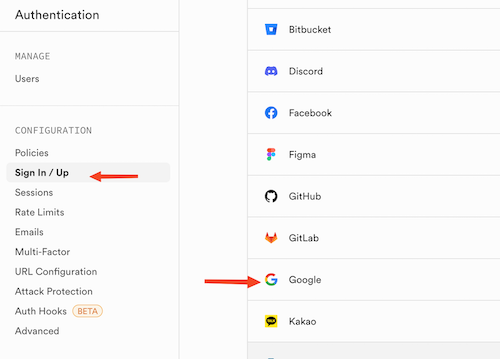 Authentication
MANAGE
Users
CONFIGURATION
Policies
Sign In / Up
Sessions
Rate Limits
Emails
Multi-Factor
URL Configuration
Attack Protection
Auth Hooks BETA
Advanced
Bitbucket
Discord
Facebook
Figma
GitHub
GitLab
Google
TALK
Kakao